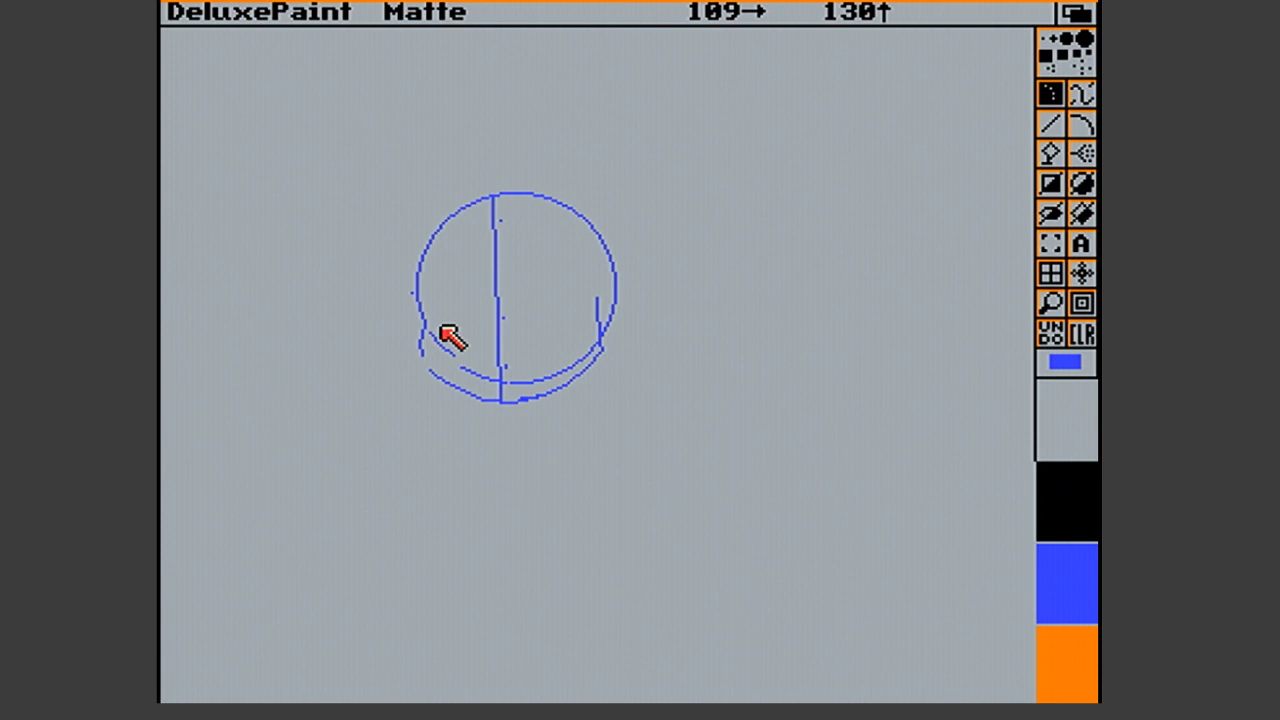 DeluxePaint Matte 109→ 130↑
A
UN
DO CLR